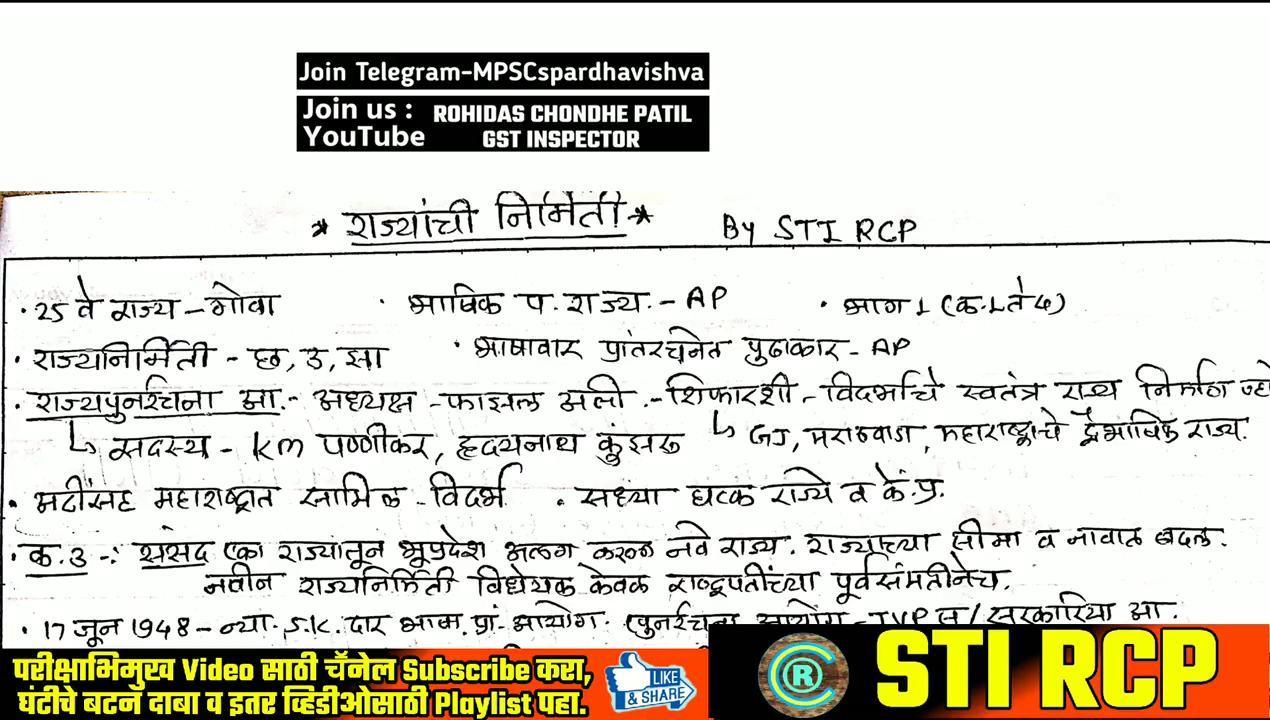 Join Telegram-MPSCspardhavishva
Join us : ROHIDAS CHONDHE PATIL
YouTube GST INSPECTOR
* राज्यांची निर्मिती * By STI RCP
· 25 वे राज्य - गोवा · भाषिक प. राज्य. - AP · भाग 1 (क. 1 ते 4)
· राज्यनिर्मिती - छ, उ, झा · भाषावार प्रांतरचनेत पुढाकार - AP
· राज्यपुनर्रचना आ. - अध्यक्ष - फाझल अली. - शिफारशी - विदर्भाचे स्वतंत्र राज्य निर्माण
↳ सदस्य - KM पण्णीकर, हृदयनाथ कुंझरू ↳ GJ, मराठवाडा, महाराष्ट्राचे द्वैभाषिक राज्य.
· अटींसह महाराष्ट्रात सामिल - विदर्भ · सध्या घटक राज्ये व कें. प्र.
· क. 3 -: संसद एका राज्यातून भूप्रदेश अलग करून नवे राज्य. राज्यांच्या सीमा व नावात बदल.
नवीन राज्यनिर्मिती विधेयक केवळ राष्ट्रपतींच्या पूर्वसंमतीनेच.
· 17 जून 1948 - न्या. S.K. दार भाषा. प्रां. आयोग. (पुनर्रचना आयोग - JVP स/सरकारिया आ.
परीक्षाभिमुख Video साठी चॅनेल Subscribe करा,
घंटीचे बटन दाबा व इतर व्हिडीओसाठी Playlist पहा.
LIKE
& SHARE
C R
STI RCP